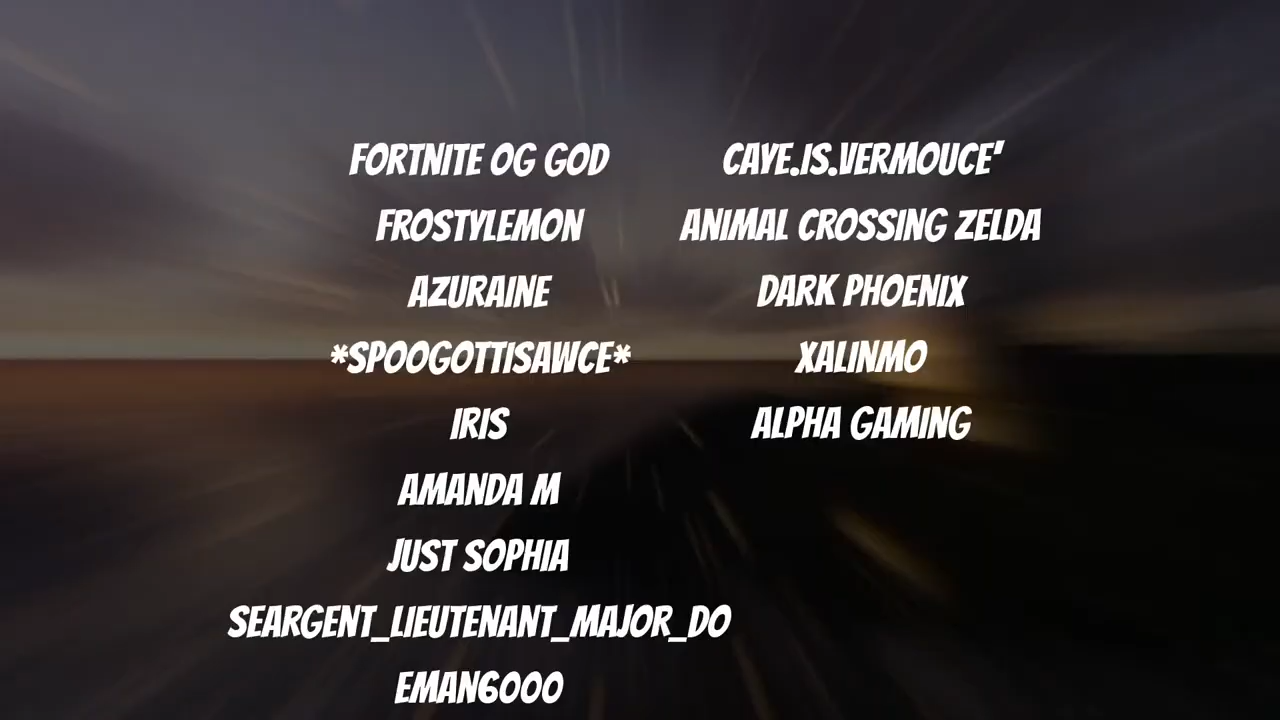 FORTNITE OG GOD
FROSTYLEMON
AZURAINE
*SPOOGOTTISAWCE*
IRIS
AMANDA M
JUST SOPHIA
SEARGENT_LIEUTENANT_MAJOR_DO
EMAN6000
CAYE.IS.VERMOUCE'
ANIMAL CROSSING ZELDA
DARK PHOENIX
XALINMO
ALPHA GAMING